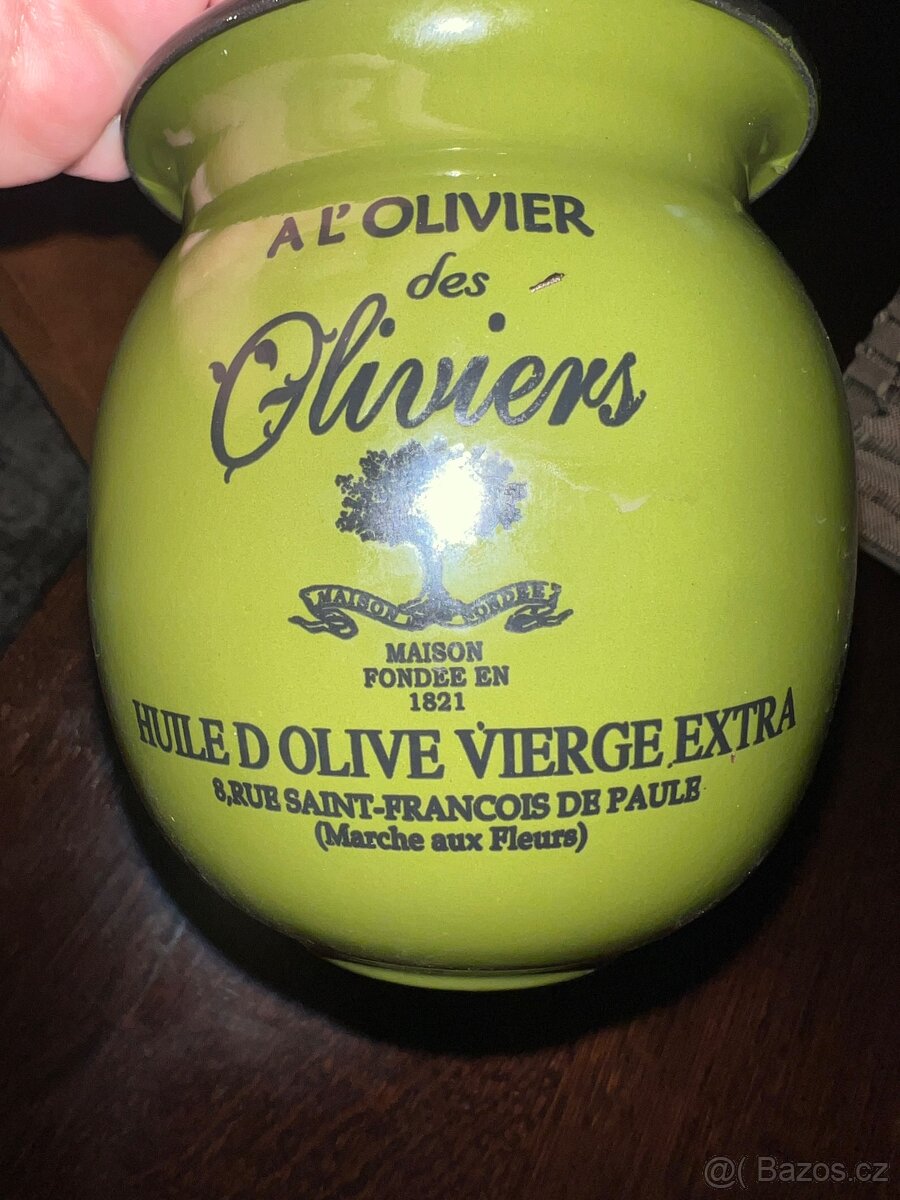 A L'OLIVIER
des
Oliviers
MAISON FONDEE
MAISON
FONDEE EN
1821
HUILE D OLIVE VIERGE EXTRA
8,RUE SAINT-FRANCOIS DE PAULE
(Marche aux Fleurs)
@( Bazos.cz